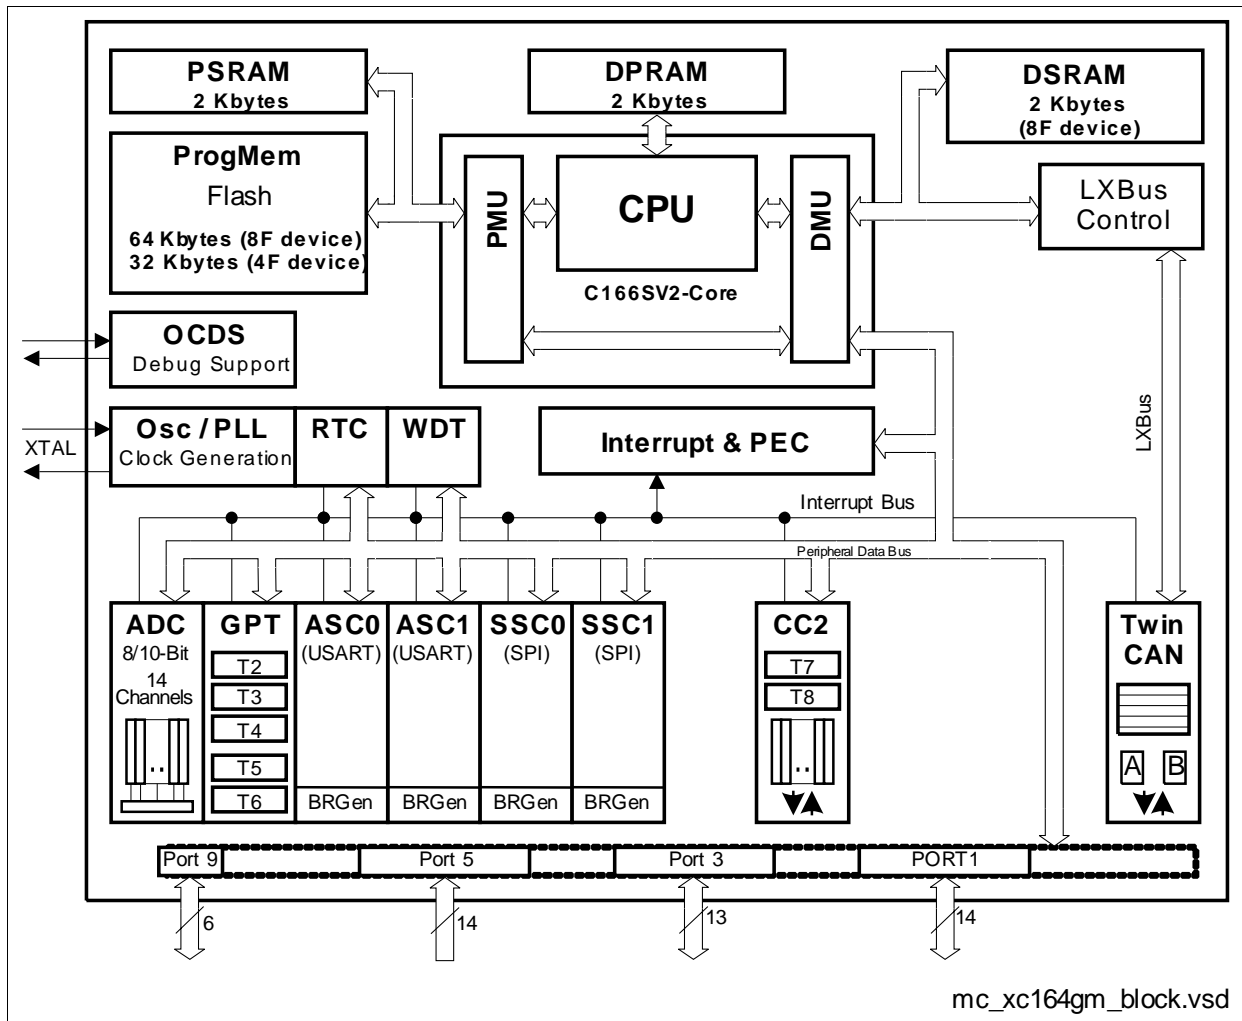 PSRAM
2 Kbytes
DPRAM
2 Kbytes
DSRAM
2 Kbytes
(8F device)
ProgMem
Flash
64 Kbytes (8F device)
32 Kbytes (4F device)
PMU
CPU
DMU
C166SV2-Core
LXBus
Control
OCDS
Debug Support
XTAL
Osc / PLL
Clock Generation
RTC
WDT
Interrupt & PEC
LXBus
Interrupt Bus
Peripheral Data Bus
ADC
8/10-Bit
14
Channels
..
GPT
T2
T3
T4
T5
T6
ASC0
(USART)
BRGen
ASC1
(USART)
BRGen
SSC0
(SPI)
BRGen
SSC1
(SPI)
BRGen
CC2
T7
T8
..
Twin
CAN
A
B
Port 9
Port 5
Port 3
PORT1
6
14
13
14
mc_xc164gm_block.vsd